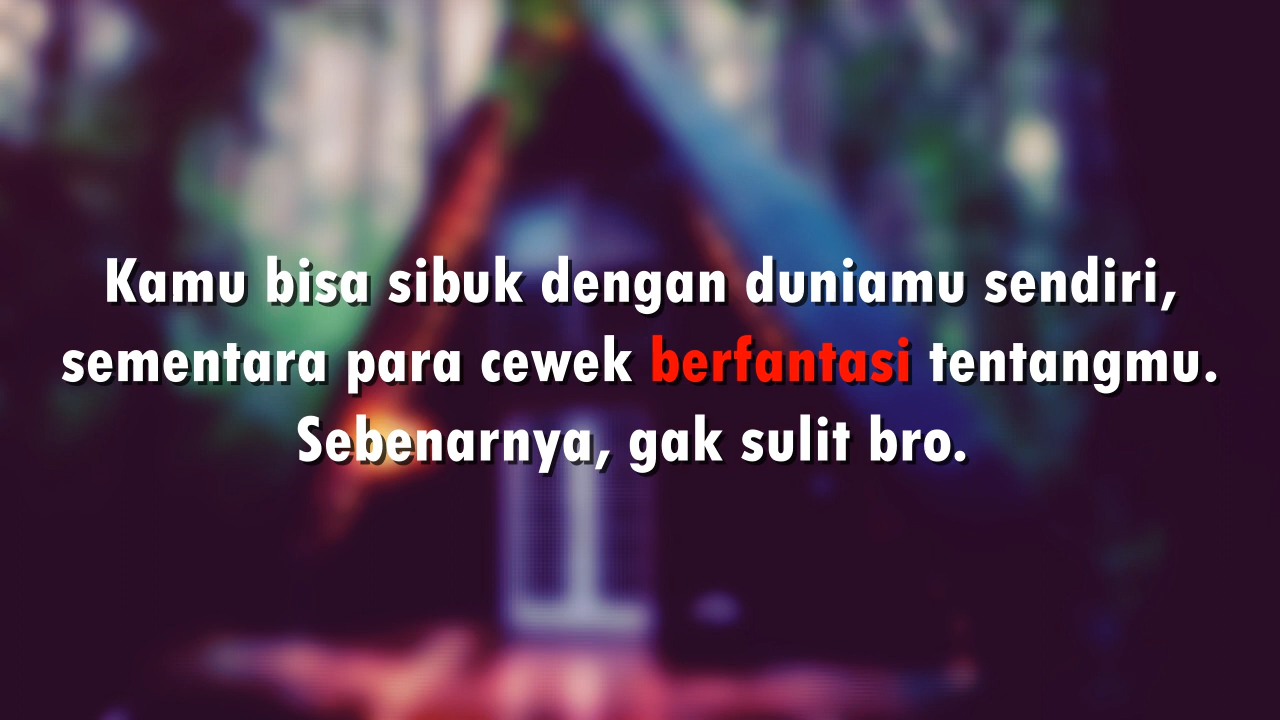 Kamu bisa sibuk dengan duniamu sendiri,
sementara para cewek berfantasi tentangmu.
Sebenarnya, gak sulit bro.